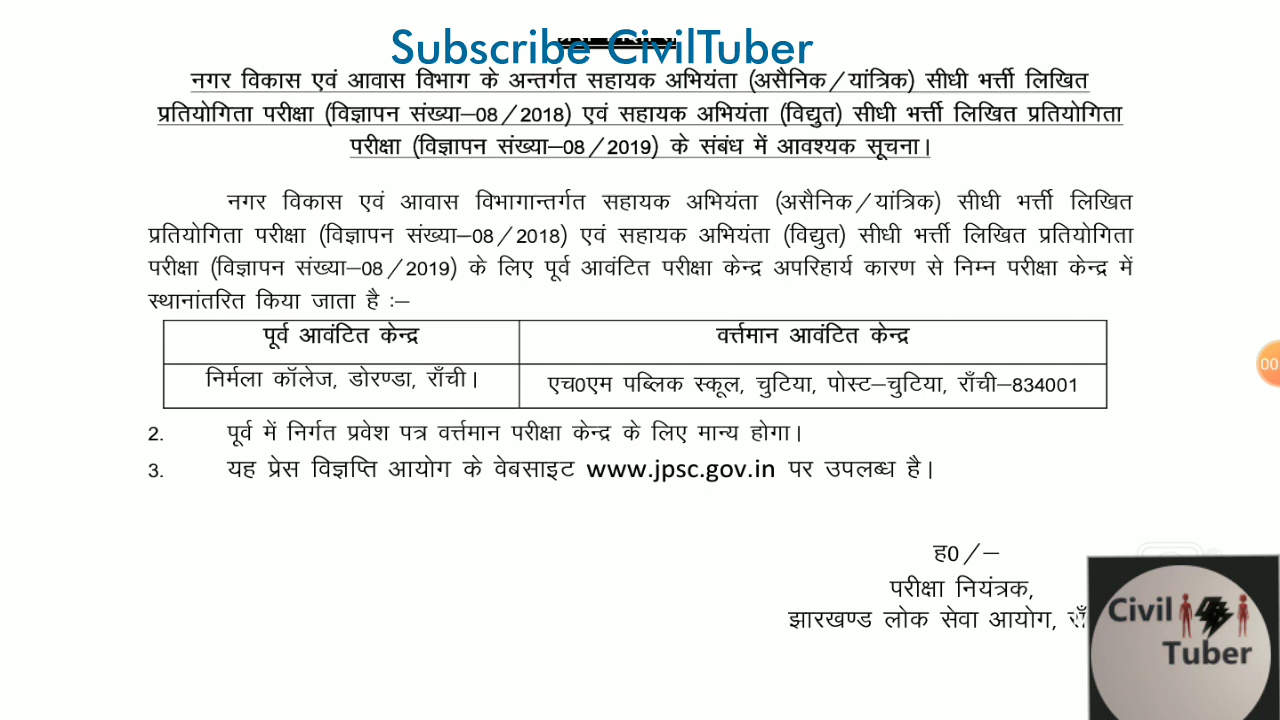 Subscribe CivilTuber
नगर विकास एवं आवास विभाग के अन्तर्गत सहायक अभियंता (असैनिक/यांत्रिक) सीधी भर्त्ती लिखित
प्रतियोगिता परीक्षा (विज्ञापन संख्या–08/2018) एवं सहायक अभियंता (विद्युत) सीधी भर्त्ती लिखित प्रतियोगिता
परीक्षा (विज्ञापन संख्या–08/2019) के संबंध में आवश्यक सूचना।
नगर विकास एवं आवास विभागान्तर्गत सहायक अभियंता (असैनिक/यांत्रिक) सीधी भर्त्ती लिखित
प्रतियोगिता परीक्षा (विज्ञापन संख्या–08/2018) एवं सहायक अभियंता (विद्युत) सीधी भर्त्ती लिखित प्रतियोगिता
परीक्षा (विज्ञापन संख्या–08/2019) के लिए पूर्व आवंटित परीक्षा केन्द्र अपरिहार्य कारण से निम्न परीक्षा केन्द्र में
स्थानांतरित किया जाता है :–
पूर्व आवंटित केन्द्र वर्त्तमान आवंटित केन्द्र
निर्मला कॉलेज, डोरण्डा, राँची। एच0एम पब्लिक स्कूल, चुटिया, पोस्ट–चुटिया, राँची–834001
2. पूर्व में निर्गत प्रवेश पत्र वर्त्तमान परीक्षा केन्द्र के लिए मान्य होगा।
3. यह प्रेस विज्ञप्ति आयोग के वेबसाइट www.jpsc.gov.in पर उपलब्ध है।
ह0/–
परीक्षा नियंत्रक,
झारखण्ड लोक सेवा आयोग,
Civil
Tuber
00